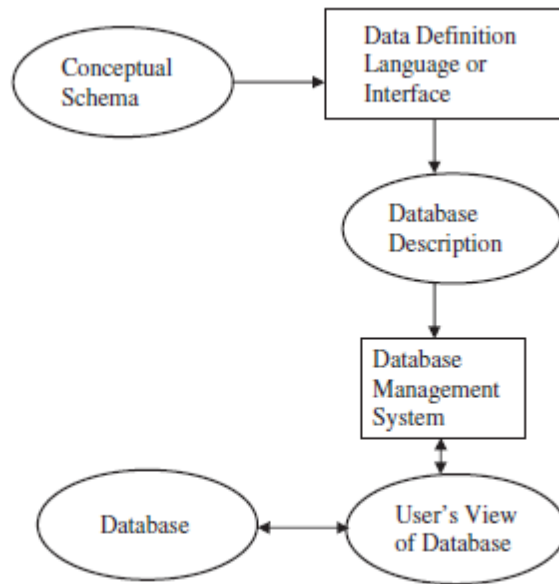 Conceptual
Schema
Data Definition
Language or
Interface
Database
Description
Database
Management
System
Database
User's View
of Database